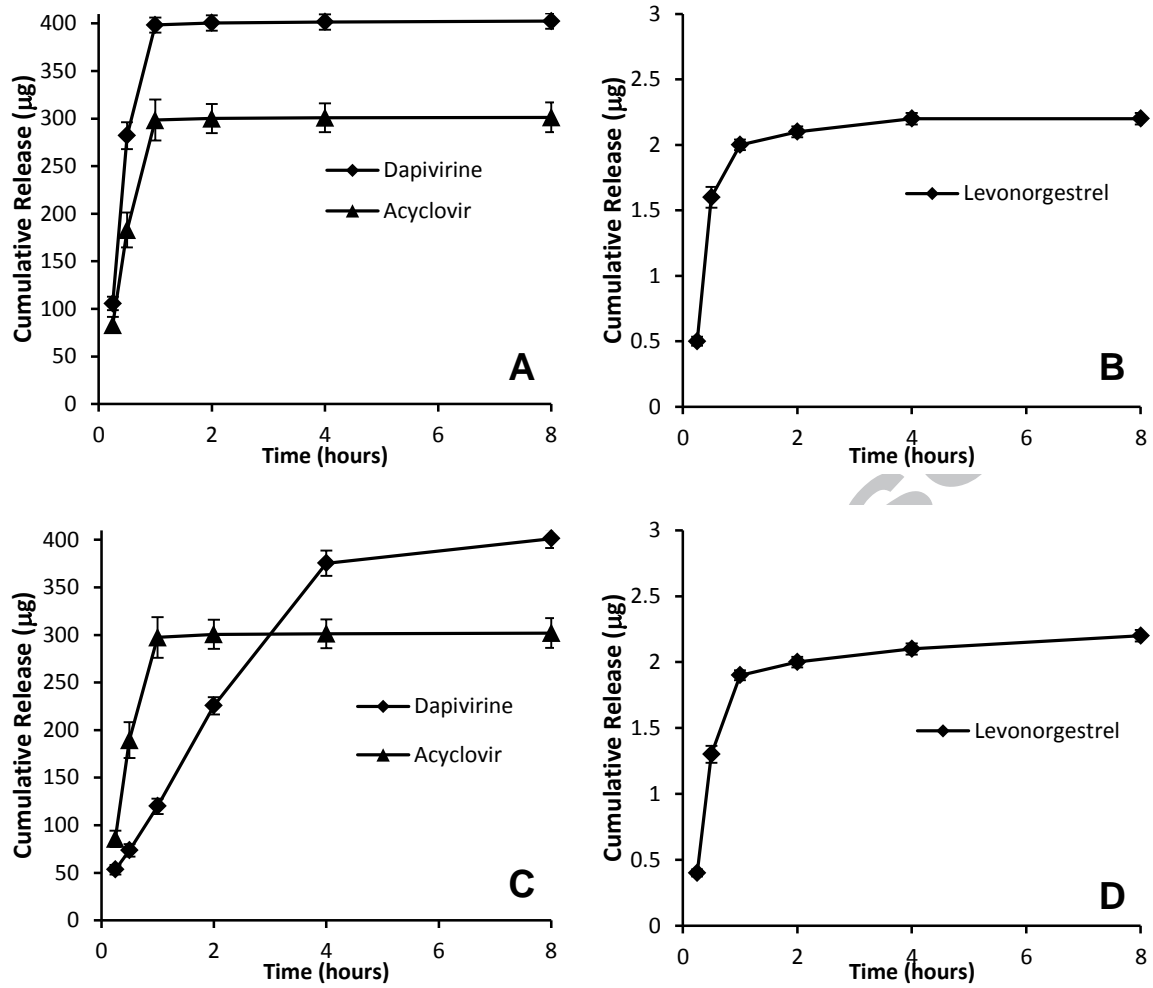 400
350
300
250
200
150
100
50
0
Cumulative Release (µg)
Dapivirine
Acyclovir
A
0 2 4 6 8
Time (hours)
3
2.5
2
1.5
1
0.5
0
Cumulative Release (µg)
Levonorgestrel
B
0 2 4 6 8
Time (hours)
400
350
300
250
200
150
100
50
0
Cumulative Release (µg)
Dapivirine
Acyclovir
C
0 2 4 6 8
Time (hours)
3
2.5
2
1.5
1
0.5
0
Cumulative Release (µg)
Levonorgestrel
D
0 2 4 6 8
Time (hours)